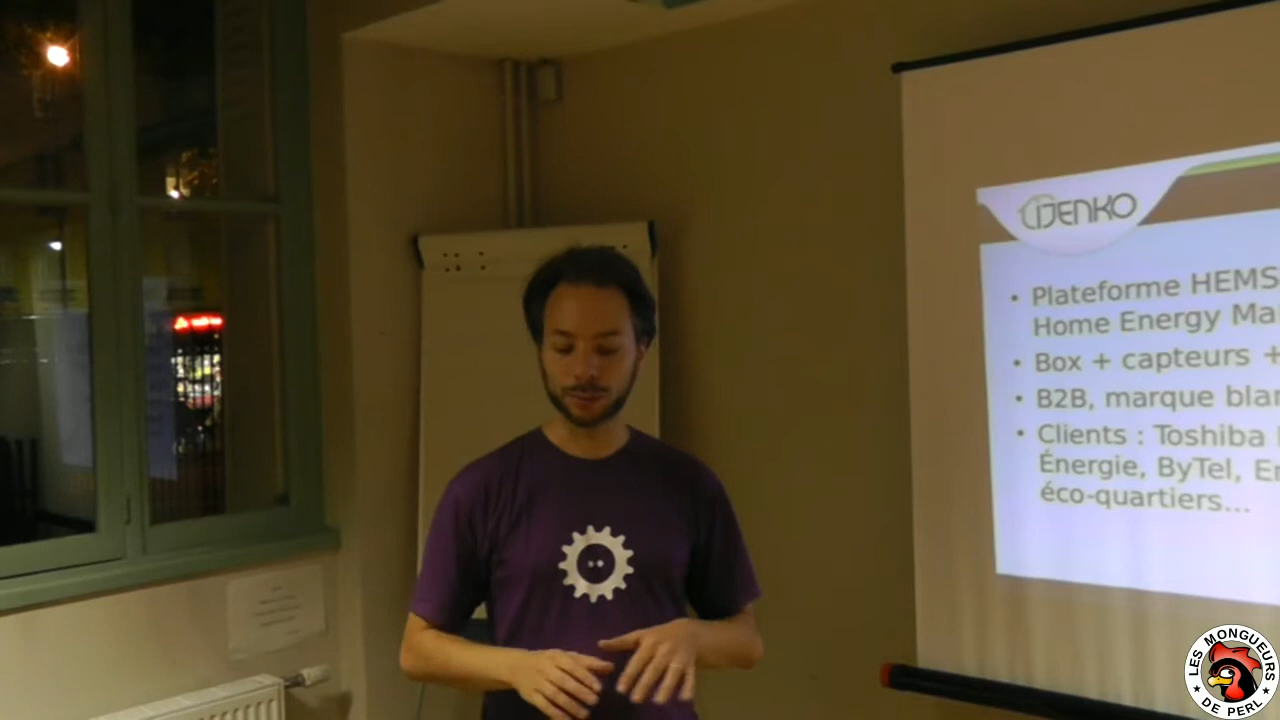 IJENKO
• Plateforme HEMS
Home Energy Ma
• Box + capteurs +
• B2B, marque blan
• Clients : Toshiba
Énergie, ByTel, En
éco-quartiers...
LES MONGUEURS
★ DE PERL ★